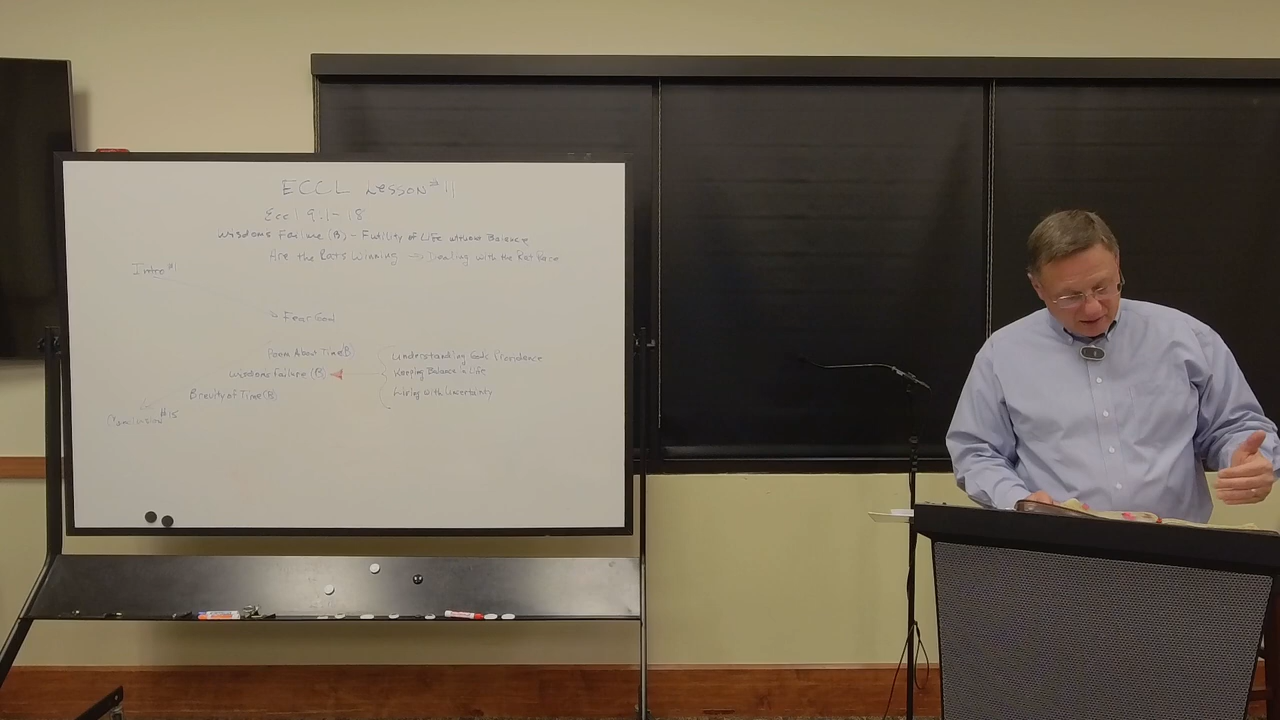 ECCL Lesson #11
Eccl 9:1-18
Wisdoms Failure (B) - Futility of Life without Balance
Are the Rats Winning → Dealing with the Rat Race
Intro #1
Fear God
Poem About Time (B)
Understanding Gods Providence
Wisdoms Failure (B)
Keeping Balance in Life
Brevity of Time (B)
Living with Uncertainty
Conclusion #15